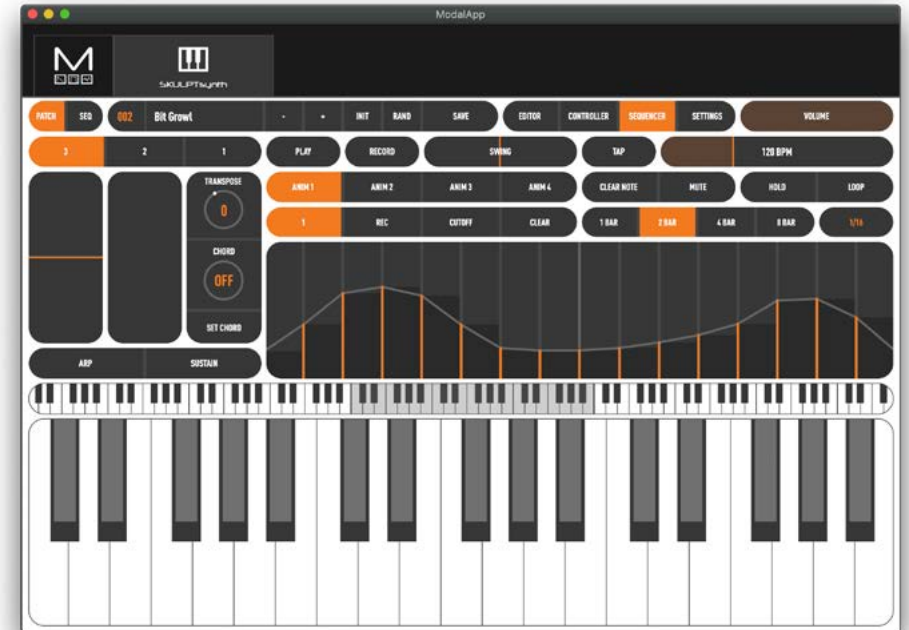 ModalApp
M
SKULPTsynth
PATCH SEQ 002 Bit Growl - + INIT RAND SAVE EDITOR CONTROLLER SEQUENCER SETTINGS VOLUME
3 2 1 PLAY RECORD SWING TAP 120 BPM
TRANSPOSE ANIM 1 ANIM 2 ANIM 3 ANIM 4 CLEAR NOTE MUTE HOLD LOOP
0 1 REC CUTOFF CLEAR 1 BAR 2 BAR 4 BAR 8 BAR 1/16
CHORD
OFF
SET CHORD
ARP SUSTAIN